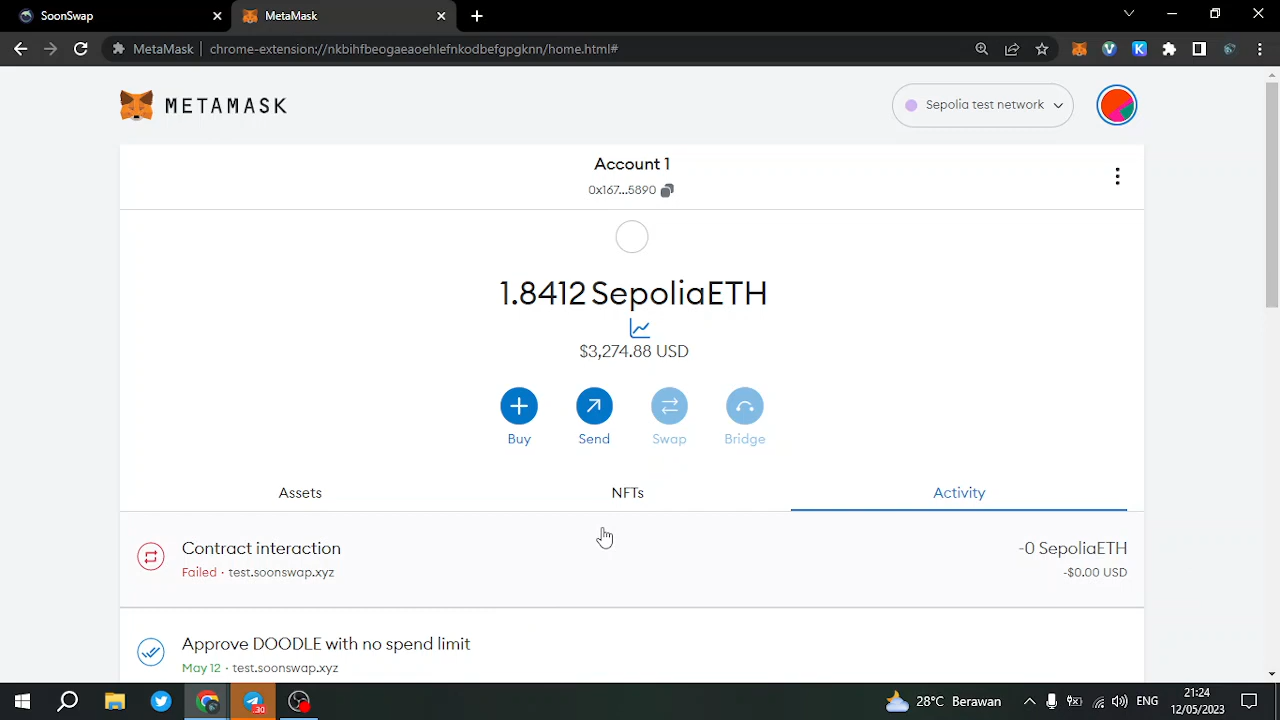 SoonSwap
MetaMask
MetaMask
chrome-extension://nkbihfbeogaeaoehlefnkodbefgpgknn/home.html#
METAMASK
Sepolia test network
Account 1
0x167...5890
1.8412 SepoliaETH
$3,274.88 USD
Buy
Send
Swap
Bridge
Assets
NFTs
Activity
Contract interaction
-0 SepoliaETH
Failed · test.soonswap.xyz
-$0.00 USD
Approve DOODLE with no spend limit
May 12 · test.soonswap.xyz
30
28°C Berawan
ENG
21:24
12/05/2023